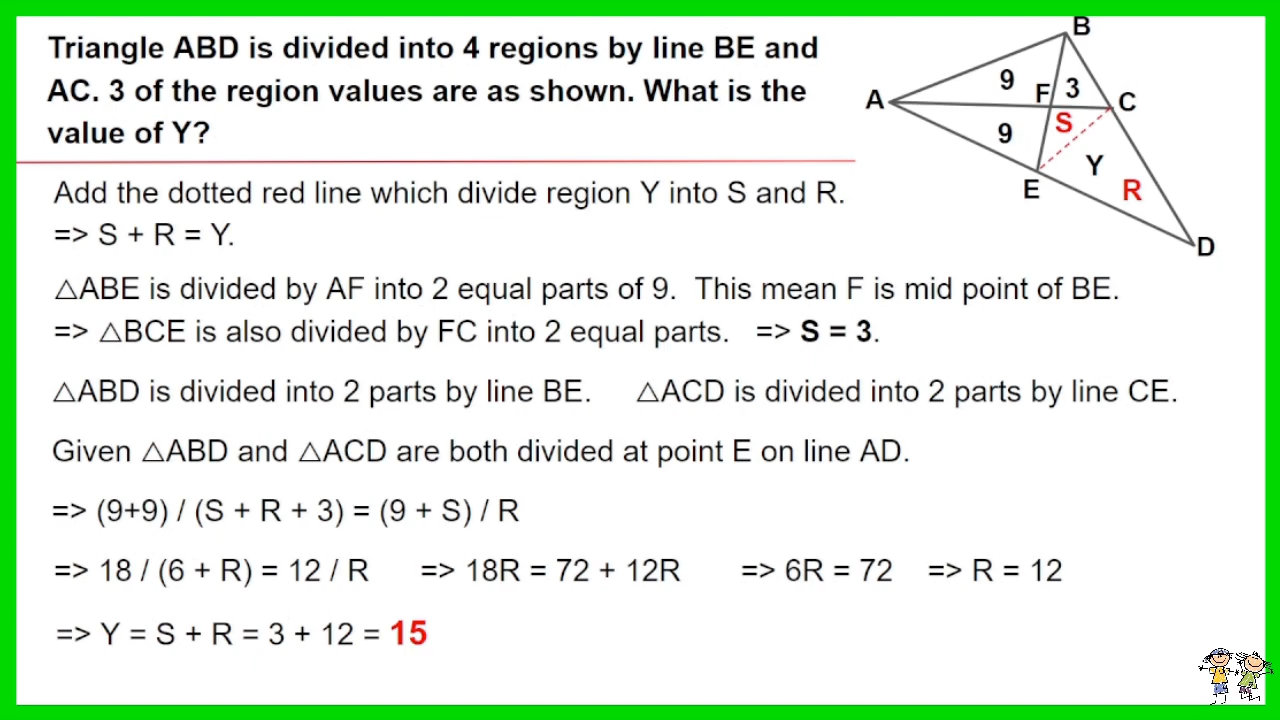 Triangle ABD is divided into 4 regions by line BE and
AC. 3 of the region values are as shown. What is the
value of Y?
B
9
F
3
A
C
S
9
Y
E
R
D
Add the dotted red line which divide region Y into S and R.
=> S + R = Y.
△ABE is divided by AF into 2 equal parts of 9. This mean F is mid point of BE.
=> △BCE is also divided by FC into 2 equal parts. => S = 3.
△ABD is divided into 2 parts by line BE. △ACD is divided into 2 parts by line CE.
Given △ABD and △ACD are both divided at point E on line AD.
=> (9+9) / (S + R + 3) = (9 + S) / R
=> 18 / (6 + R) = 12 / R => 18R = 72 + 12R => 6R = 72 => R = 12
=> Y = S + R = 3 + 12 = 15